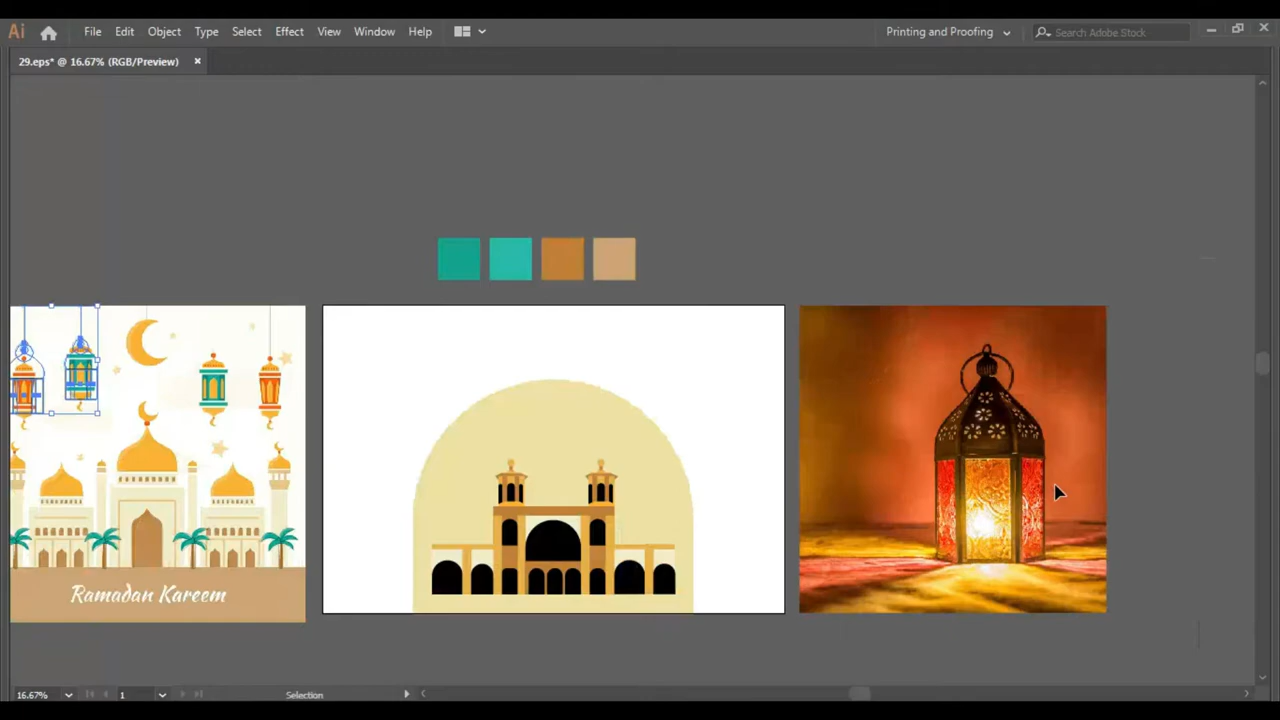 Ai File Edit Object Type Select Effect View Window Help Printing and Proofing Search Adobe Stock
29.eps* @ 16.67% (RGB/Preview)
Ramadan Kareem
16.67% 1 Selection